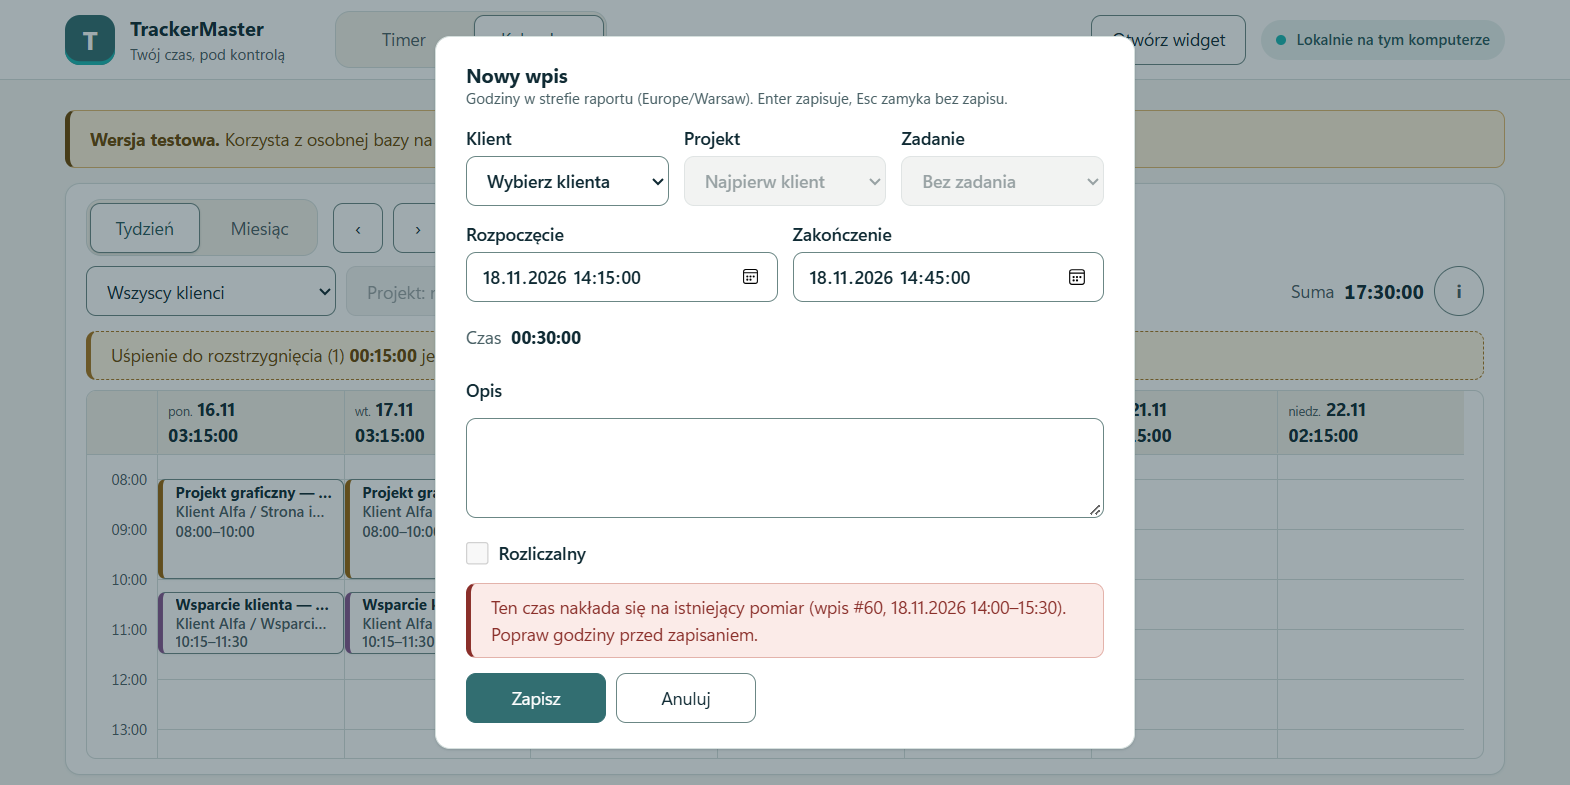 T
TrackerMaster
Twój czas, pod kontrolą
Timer
Otwórz widget
Lokalnie na tym komputerze
Wersja testowa. Korzysta z osobnej bazy na
Tydzień
Miesiąc
‹
›
Wszyscy klienci
Projekt:
Suma 17:30:00
i
Uśpienie do rozstrzygnięcia (1) 00:15:00 je
pon. 16.11
03:15:00
wt. 17.11
03:15:00
21.11
niedz. 22.11
02:15:00
08:00
09:00
10:00
11:00
12:00
13:00
Projekt graficzny — ...
Klient Alfa / Strona i...
08:00–10:00
Projekt gra
Klient Alfa
08:00–10:00
Wsparcie klienta — ...
Klient Alfa / Wsparci...
10:15–11:30
Wsparcie k
Klient Alfa
10:15–11:30
Nowy wpis
Godziny w strefie raportu (Europe/Warsaw). Enter zapisuje, Esc zamyka bez zapisu.
Klient
Projekt
Zadanie
Wybierz klienta
Najpierw klient
Bez zadania
Rozpoczęcie
Zakończenie
18.11.2026 14:15:00
18.11.2026 14:45:00
Czas 00:30:00
Opis
Rozliczalny
Ten czas nakłada się na istniejący pomiar (wpis #60, 18.11.2026 14:00–15:30).
Popraw godziny przed zapisaniem.
Zapisz
Anuluj